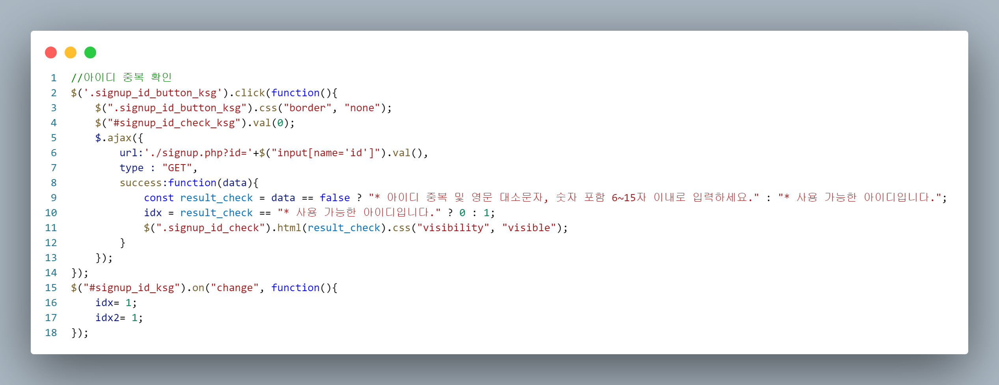 1 //아이디 중복 확인
2 $('.signup_id_button_ksg').click(function(){
3     $(".signup_id_button_ksg").css("border", "none");
4     $("#signup_id_check_ksg").val(0);
5     $.ajax({
6         url:'./signup.php?id='+$("input[name='id']").val(),
7         type : "GET",
8         success:function(data){
9             const result_check = data == false ? "* 아이디 중복 및 영문 대소문자, 숫자 포함 6~15자 이내로 입력하세요." : "* 사용 가능한 아이디입니다.";
10             idx = result_check == "* 사용 가능한 아이디입니다." ? 0 : 1;
11             $(".signup_id_check").html(result_check).css("visibility", "visible");
12         }
13     });
14 });
15 $("#signup_id_ksg").on("change", function(){
16     idx= 1;
17     idx2= 1;
18 });